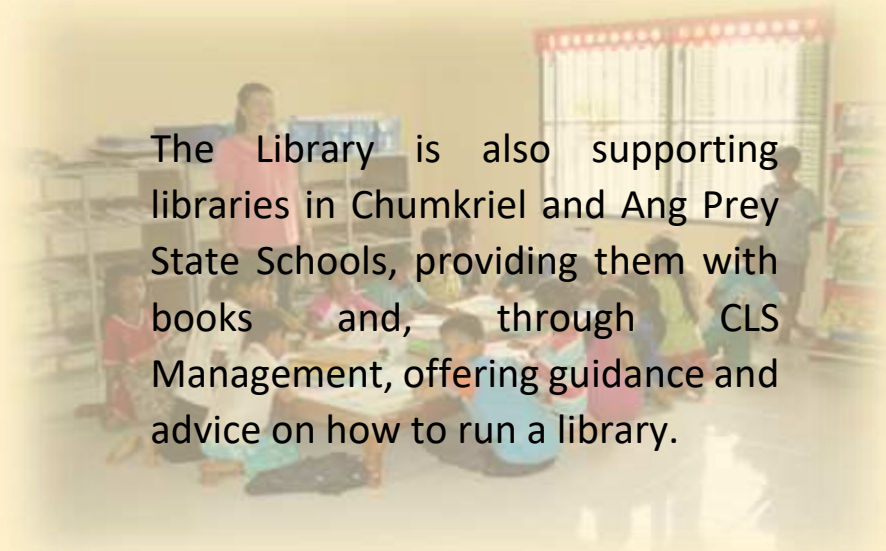 The Library is also supporting
libraries in Chumkriel and Ang Prey
State Schools, providing them with
books and, through CLS
Management, offering guidance and
advice on how to run a library.